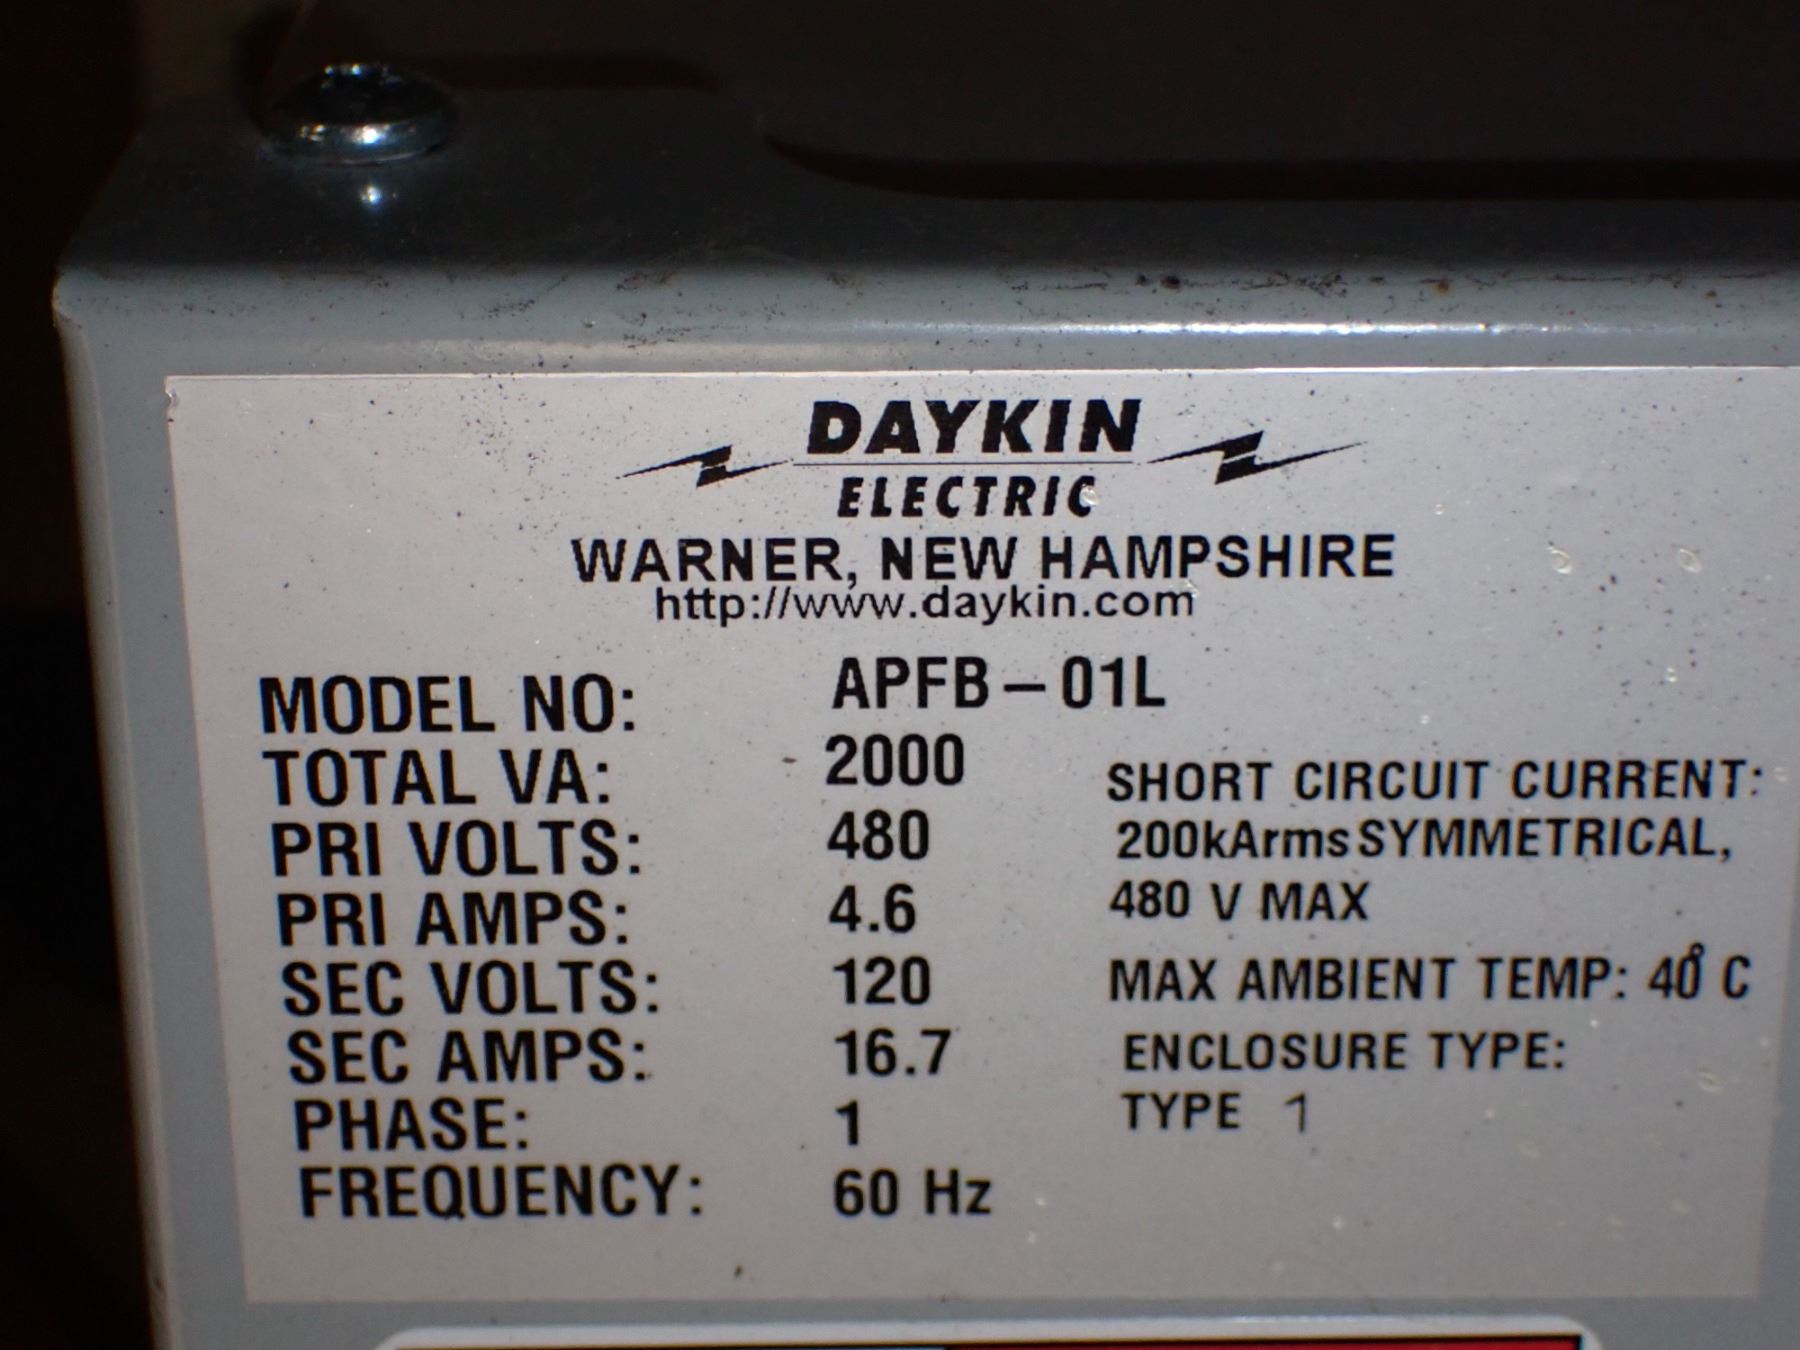 DAYKIN
ELECTRIC
WARNER, NEW HAMPSHIRE
http://www.daykin.com
MODEL NO: APFB-01L
TOTAL VA: 2000
PRI VOLTS: 480
PRI AMPS: 4.6
SEC VOLTS: 120
SEC AMPS: 16.7
PHASE: 1
FREQUENCY: 60 Hz
SHORT CIRCUIT CURRENT:
200kArms SYMMETRICAL,
480 V MAX
MAX AMBIENT TEMP: 40° C
ENCLOSURE TYPE:
TYPE 1